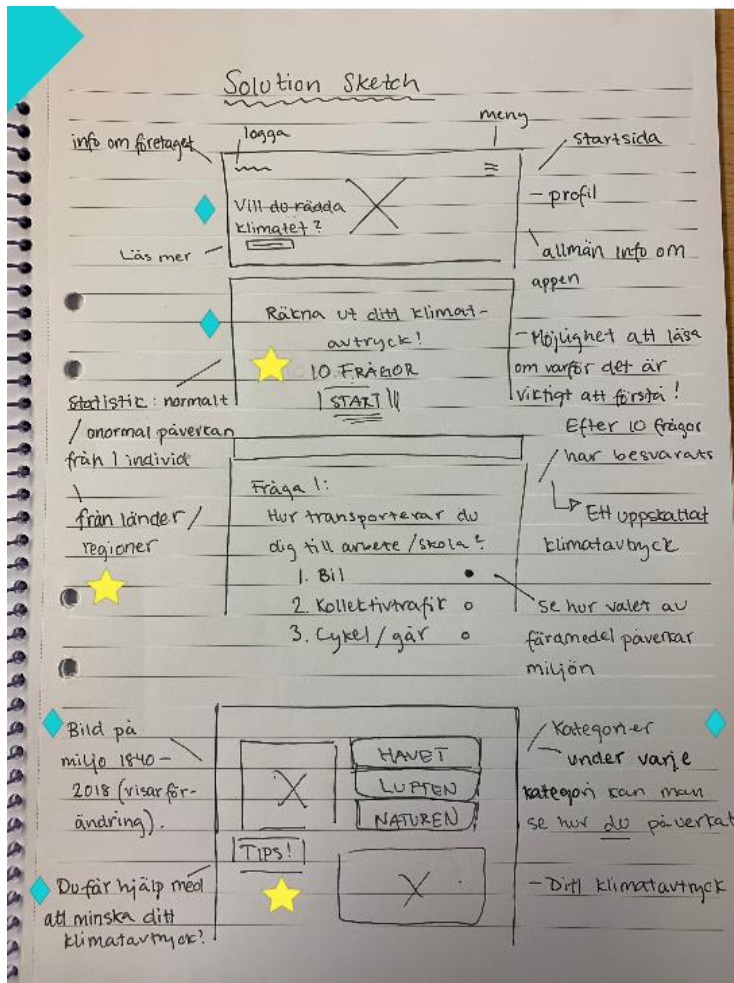 Solution Sketch
info om företaget
logga
meny
startsida
Vill du rädda
klimatet?
Läs mer
- profil
allmän info om
appen
Räkna ut ditt klimat-
avtryck!
10 FRÅGOR
START
- Möjlighet att läsa
om varför det är
viktigt att förstå!
Statistik: normalt
/ onormal påverkan
från 1 individ
från länder /
regioner
Fråga 1:
Hur transporterar du
dig till arbete / skola?
1. Bil
2. Kollektivtrafik
3. Cykel / går
Efter 10 frågor
har besvarats
Ett uppskattat
klimatavtryck
se hur valet av
färamedel påverkar
miljön
Bild på
miljö 1840-
2018 (visar för-
ändring).
HAVET
LUFTEN
NATUREN
TIPS!
Kategorier
under varje
kategori kan man
se hur du påverkat
Du får hjälp med
att minska ditt
klimatavtryck?
- Ditt klimatavtryck